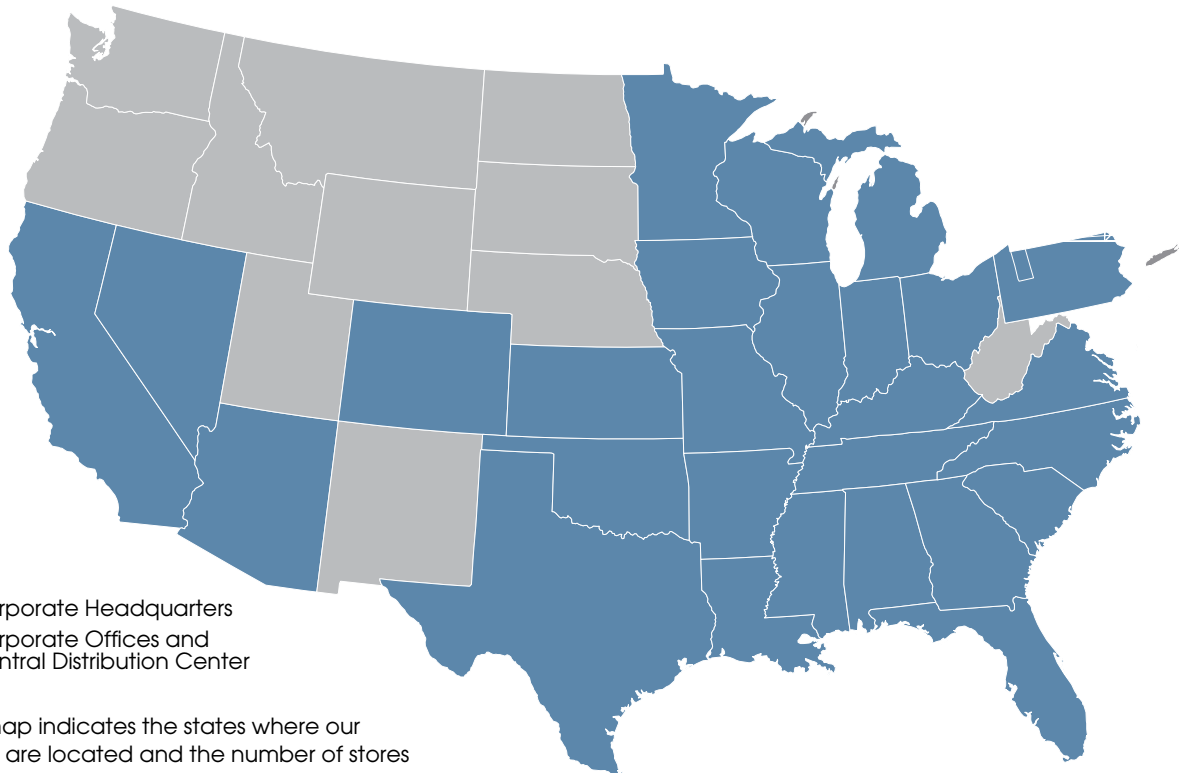 rporate Headquarters
rporate Offices and
ntral Distribution Center
ap indicates the states where our
are located and the number of stores